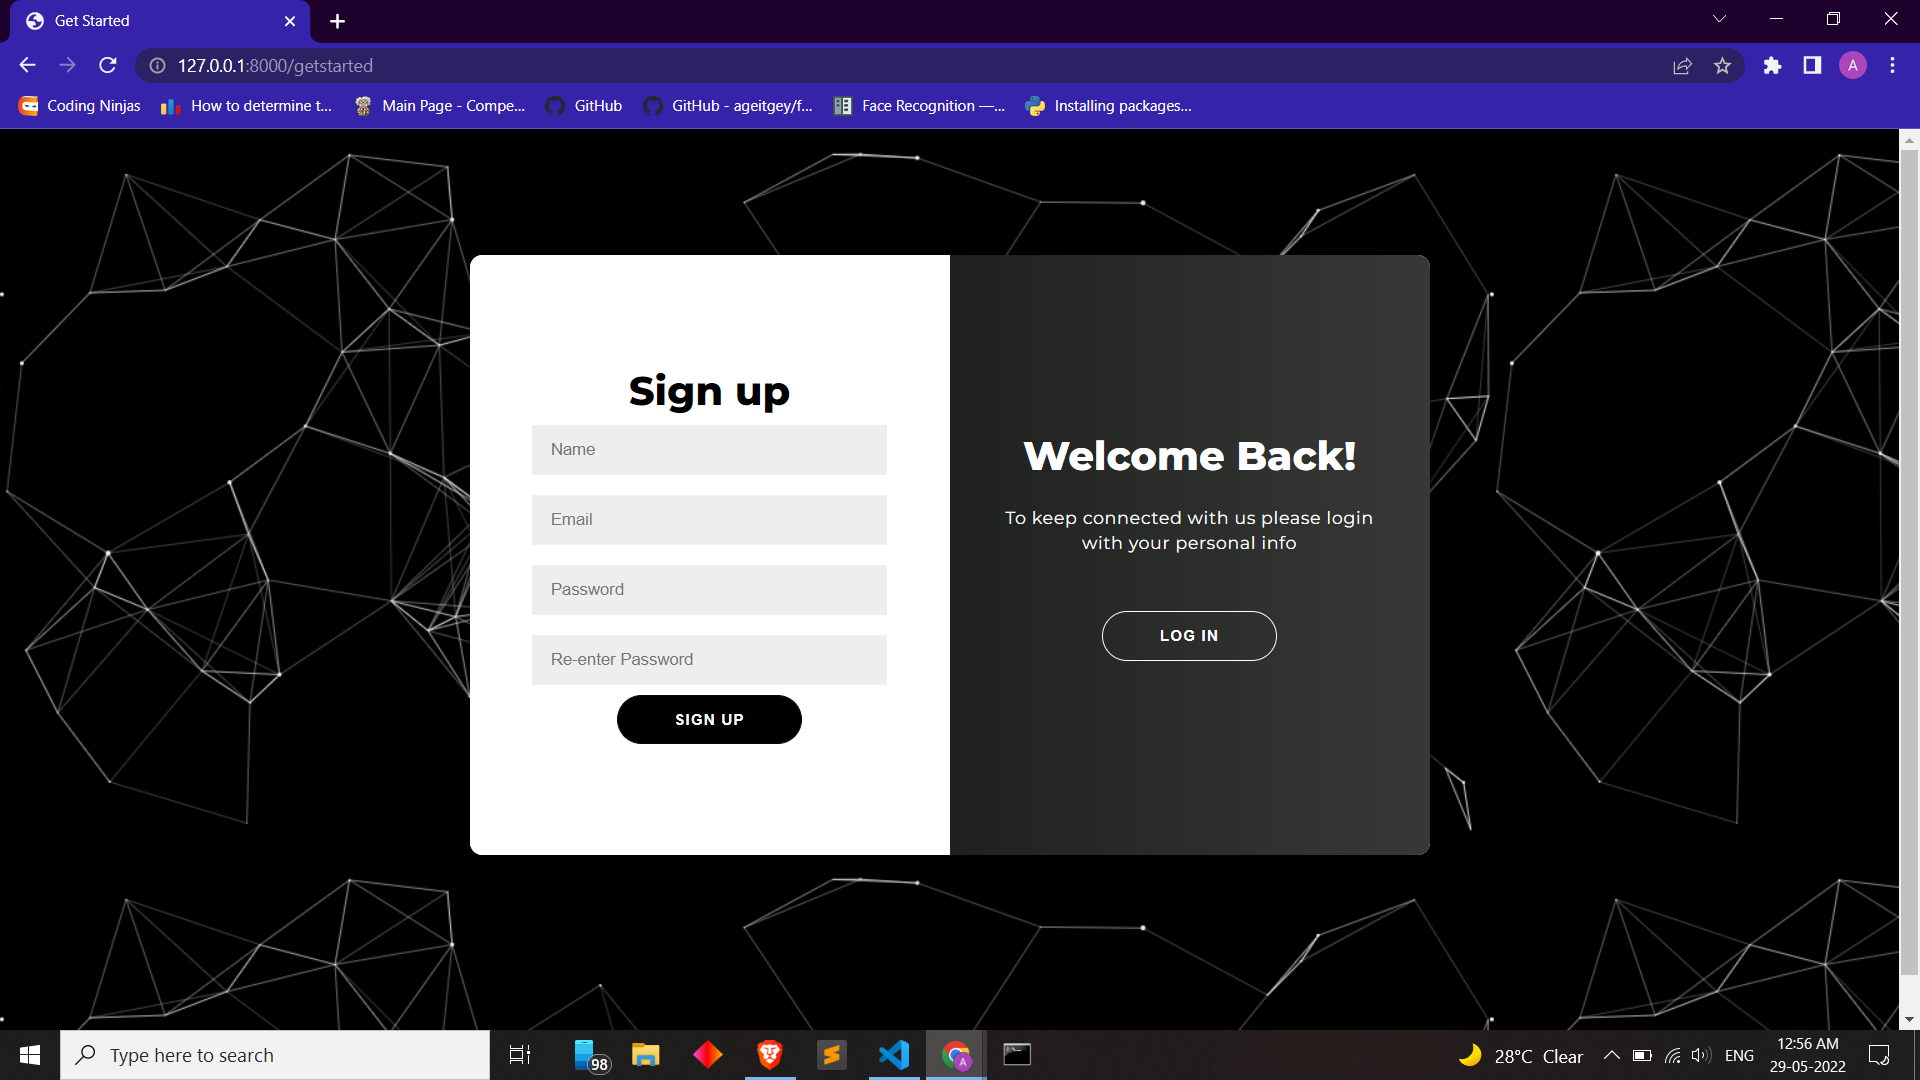 Get Started
127.0.0.1:8000/getstarted
A
Coding Ninjas
How to determine t...
Main Page - Compe...
GitHub
GitHub - ageitgey/f...
Face Recognition —...
Installing packages...
Sign up
Name
Email
Password
Re-enter Password
SIGN UP
Welcome Back!
To keep connected with us please login
with your personal info
LOG IN
Type here to search
98
A
28°C Clear
ENG
12:56 AM
29-05-2022